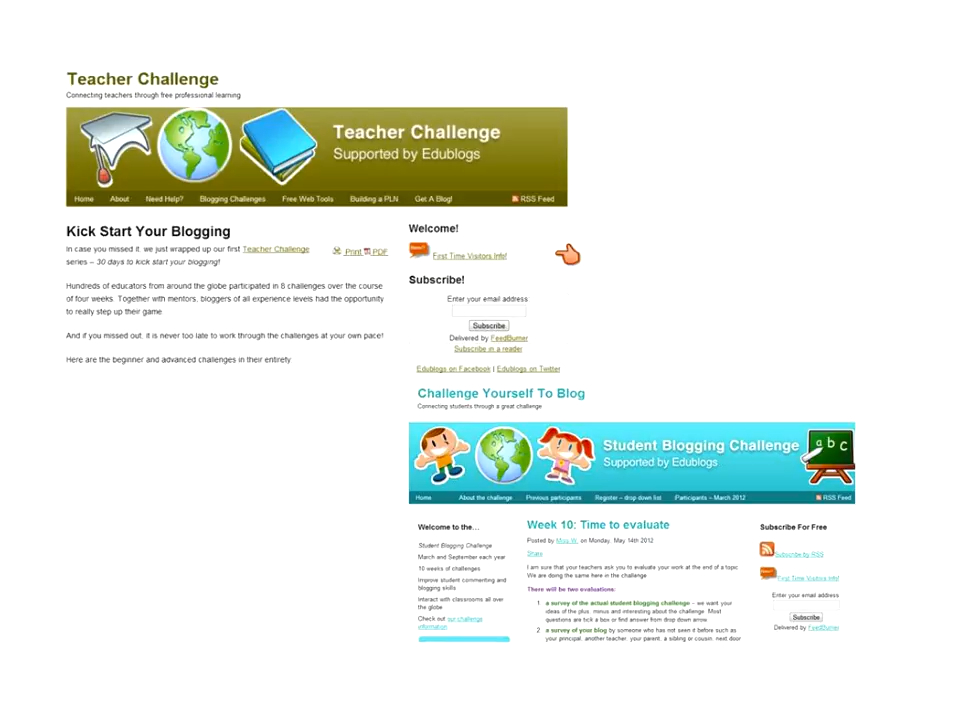 Teacher Challenge
Connecting teachers through free professional learning
Teacher Challenge
Supported by Edublogs
Home About Need Help? Blogging Challenges Free Web Tools Building a PLN Get A Blog! RSS Feed
Kick Start Your Blogging
In case you missed it, we just wrapped up our first Teacher Challenge
series – 30 days to kick start your blogging!
Print PDF
Hundreds of educators from around the globe participated in 8 challenges over the course
of four weeks. Together with mentors, bloggers of all experience levels had the opportunity
to really step up their game.
And if you missed out, it is never too late to work through the challenges at your own pace!
Here are the beginner and advanced challenges in their entirety:
Welcome!
First Time Visitors Info!
Subscribe!
Enter your email address
Subscribe
Delivered by FeedBurner
Subscribe in a reader
Edublogs on Facebook | Edublogs on Twitter
Challenge Yourself To Blog
Connecting students through a great challenge
Student Blogging Challenge
Supported by Edublogs
a b c
Home About the challenge Previous participants Register – drop down list Participants – March 2012 RSS Feed
Welcome to the...
Student Blogging Challenge
March and September each year
10 weeks of challenges
Improve student commenting and
blogging skills
Interact with classrooms all over
the globe
Check out our challenge
information
Week 10: Time to evaluate
Posted by Miss W. on Monday, May 14th 2012
Share
I am sure that your teachers ask you to evaluate your work at the end of a topic.
We are doing the same here in the challenge.
There will be two evaluations:
1. a survey of the actual student blogging challenge – we want your
ideas of the plus, minus and interesting about the challenge. Most
questions are tick a box or find answer from drop down arrow.
2. a survey of your blog by someone who has not seen it before such as
your principal, another teacher, your parent, a sibling or cousin, next door
Subscribe For Free
Subscribe by RSS
First Time Visitors Info!
Enter your email address
Subscribe
Delivered by FeedBurner